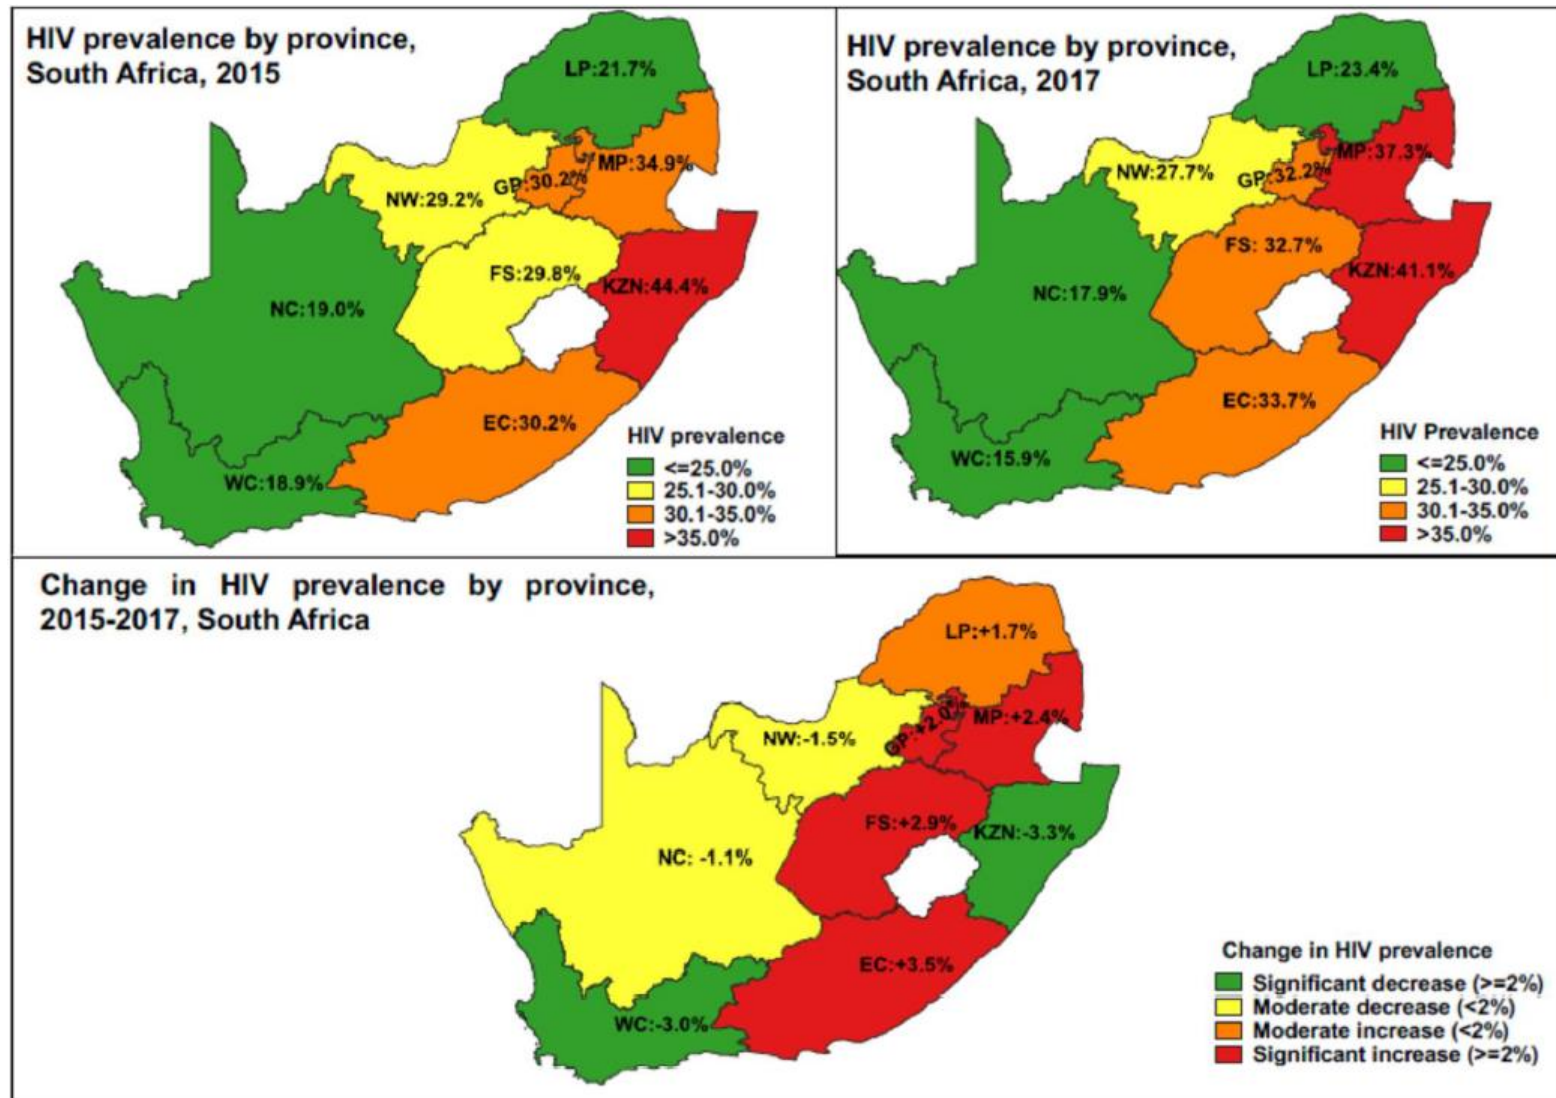 HIV prevalence by province,
South Africa, 2015
LP:21.7%
MP:34.9%
GP:30.2%
NW:29.2%
FS:29.8%
KZN:44.4%
NC:19.0%
EC:30.2%
WC:18.9%
HIV prevalence
<=25.0%
25.1-30.0%
30.1-35.0%
>35.0%
HIV prevalence by province,
South Africa, 2017
LP:23.4%
MP:37.3%
GP:32.2%
NW:27.7%
FS: 32.7%
KZN:41.1%
NC:17.9%
EC:33.7%
WC:15.9%
HIV Prevalence
<=25.0%
25.1-30.0%
30.1-35.0%
>35.0%
Change in HIV prevalence by province,
2015-2017, South Africa
LP:+1.7%
GP:+2.0%
MP:+2.4%
NW:-1.5%
FS:+2.9%
KZN:-3.3%
NC: -1.1%
EC:+3.5%
WC:-3.0%
Change in HIV prevalence
Significant decrease (>=2%)
Moderate decrease (<2%)
Moderate increase (<2%)
Significant increase (>=2%)